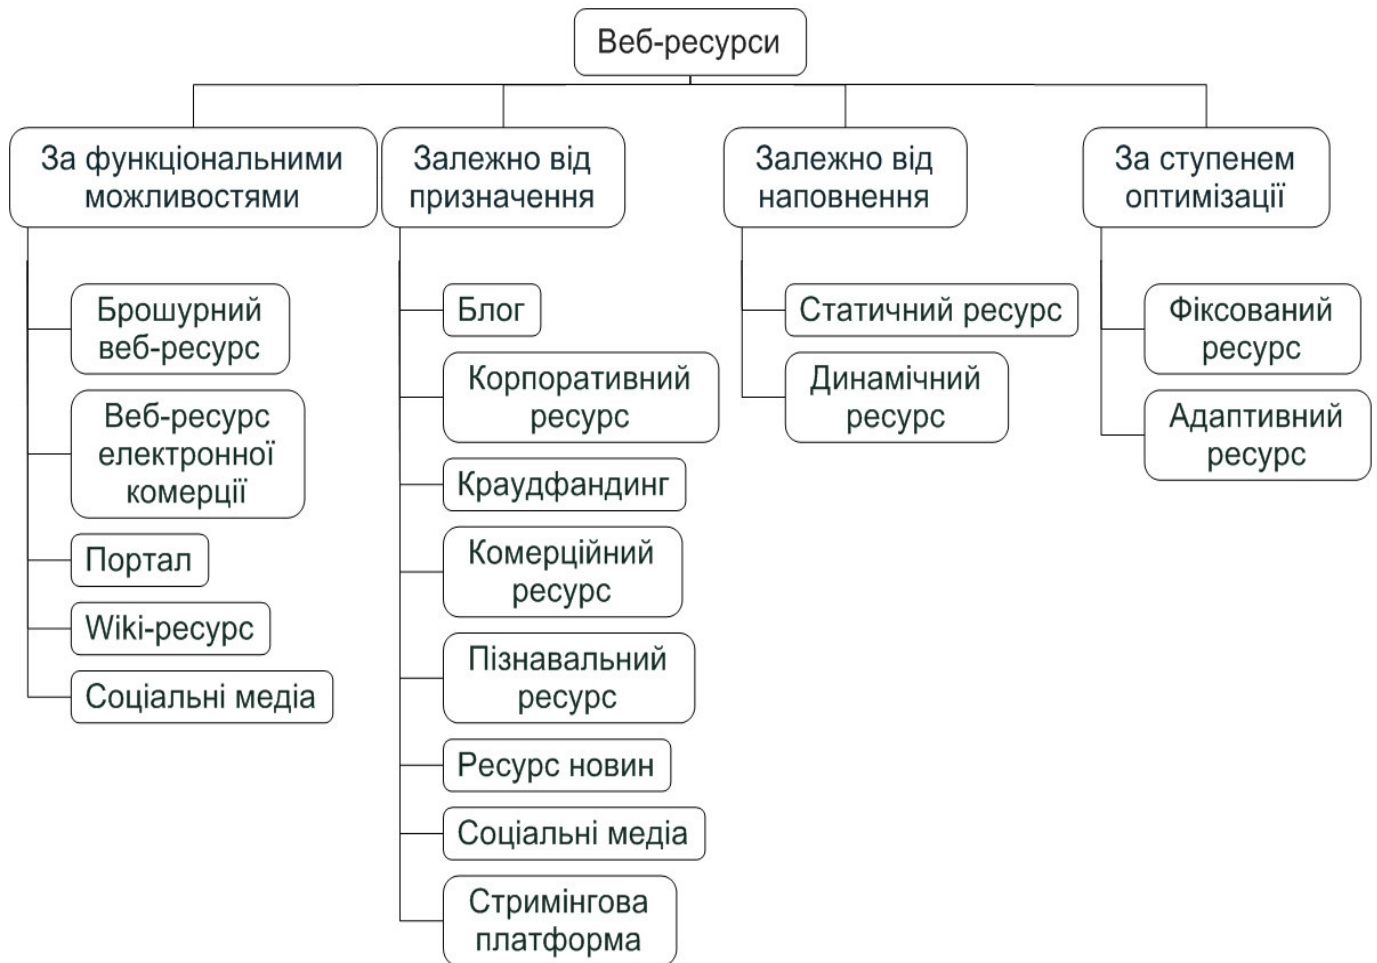 Веб-ресурси
За функціональними
можливостями
Брошурний
веб-ресурс
Веб-ресурс
електронної
комерції
Портал
Wiki-ресурс
Соціальні медіа
Залежно від
призначення
Блог
Корпоративний
ресурс
Краудфандинг
Комерційний
ресурс
Пізнавальний
ресурс
Ресурс новин
Соціальні медіа
Стримінгова
платформа
Залежно від
наповнення
Статичний ресурс
Динамічний
ресурс
За ступенем
оптимізації
Фіксований
ресурс
Адаптивний
ресурс